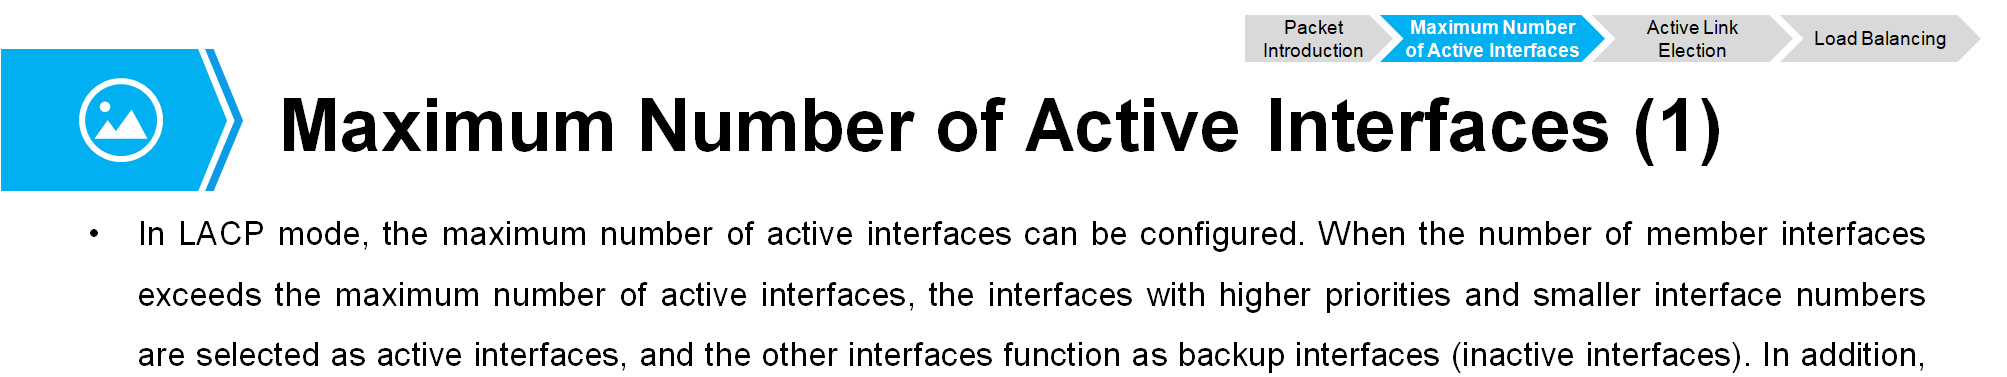 Packet
Introduction
Maximum Number
of Active Interfaces
Active Link
Election
Load Balancing
Maximum Number of Active Interfaces (1)
• In LACP mode, the maximum number of active interfaces can be configured. When the number of member interfaces
exceeds the maximum number of active interfaces, the interfaces with higher priorities and smaller interface numbers
are selected as active interfaces, and the other interfaces function as backup interfaces (inactive interfaces). In addition,